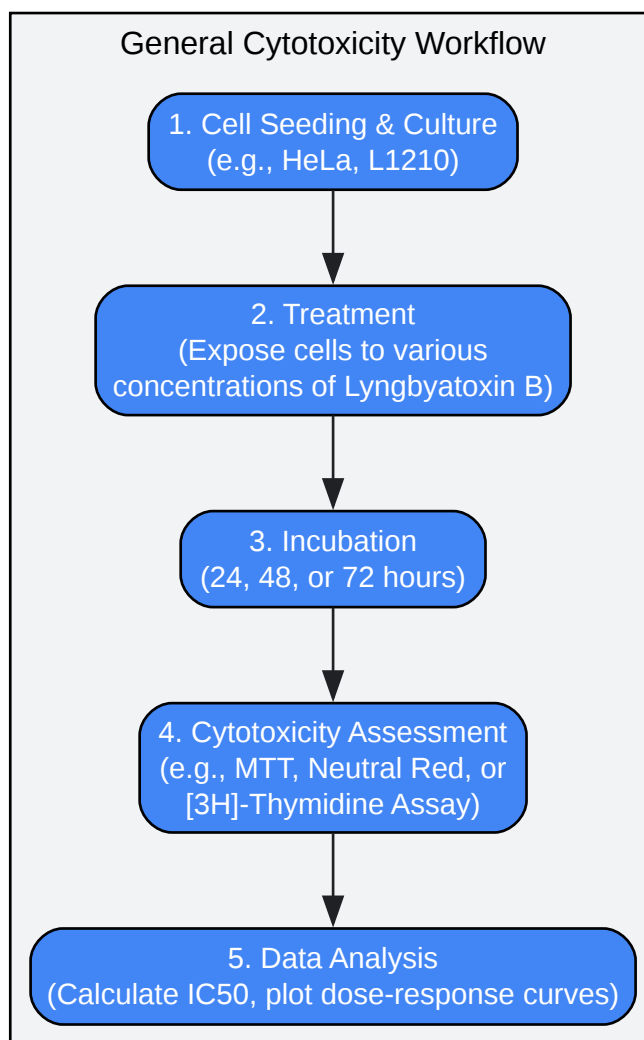 General Cytotoxicity Workflow
1. Cell Seeding & Culture
(e.g., HeLa, L1210)
2. Treatment
(Expose cells to various
concentrations of Lyngbyatoxin B)
3. Incubation
(24, 48, or 72 hours)
4. Cytotoxicity Assessment
(e.g., MTT, Neutral Red, or
[3H]-Thymidine Assay)
5. Data Analysis
(Calculate IC50, plot dose-response curves)